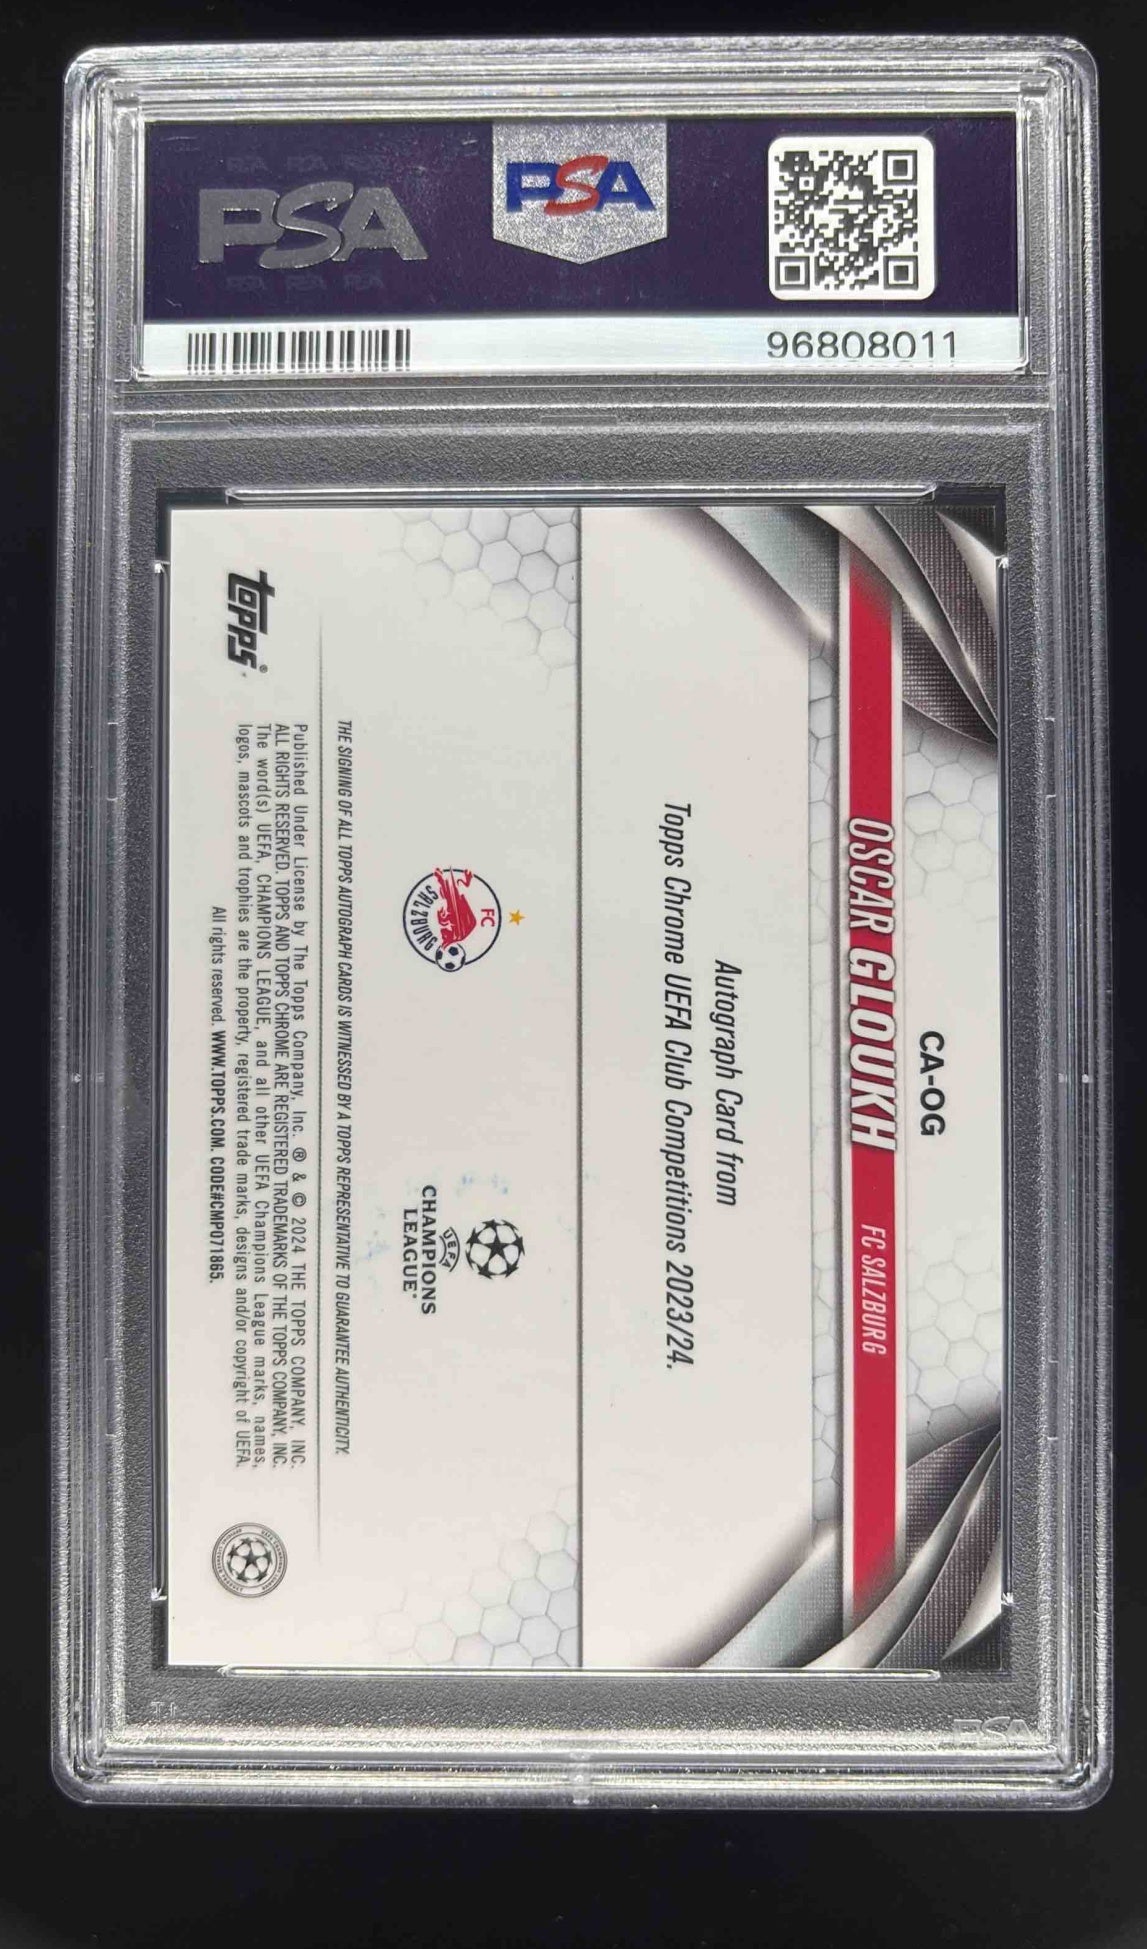 PSA
PSA
96808011
CA-OG
OSCAR GLOUKH FC SALZBURG
Autograph Card from
Topps Chrome UEFA Club Competitions 2023/24.
FC
SALZBURG
UEFA
CHAMPIONS
LEAGUE™
THE SIGNING OF ALL TOPPS AUTOGRAPH CARDS IS WITNESSED BY A TOPPS REPRESENTATIVE TO GUARANTEE AUTHENTICITY.
topps®
Published Under License by The Topps Company, Inc. ® & © 2024 THE TOPPS COMPANY, INC.
ALL RIGHTS RESERVED. TOPPS AND TOPPS CHROME ARE REGISTERED TRADEMARKS OF THE TOPPS COMPANY, INC.
The word(s) UEFA, CHAMPIONS LEAGUE, and all other UEFA Champions League marks, names,
logos, mascots and trophies are the property, registered trade marks, designs and/or copyright of UEFA.
All rights reserved. WWW.TOPPS.COM. CODE#CMP071865.
PSA